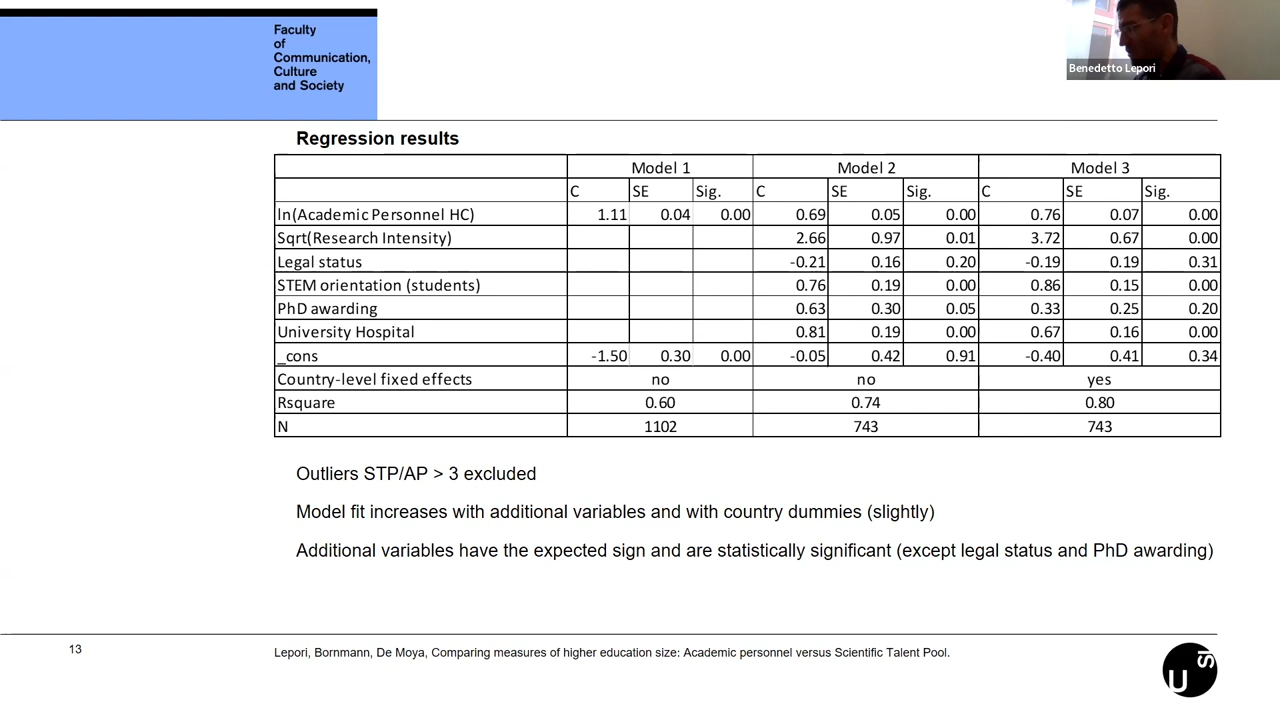 Faculty
of
Communication,
Culture
and Society
Benedetto Lepori
Regression results
Model 1 Model 2 Model 3
C SE Sig. C SE Sig. C SE Sig.
ln(Academic Personnel HC) 1.11 0.04 0.00 0.69 0.05 0.00 0.76 0.07 0.00
Sqrt(Research Intensity) 2.66 0.97 0.01 3.72 0.67 0.00
Legal status -0.21 0.16 0.20 -0.19 0.19 0.31
STEM orientation (students) 0.76 0.19 0.00 0.86 0.15 0.00
PhD awarding 0.63 0.30 0.05 0.33 0.25 0.20
University Hospital 0.81 0.19 0.00 0.67 0.16 0.00
_cons -1.50 0.30 0.00 -0.05 0.42 0.91 -0.40 0.41 0.34
Country-level fixed effects no no yes
Rsquare 0.60 0.74 0.80
N 1102 743 743
Outliers STP/AP > 3 excluded
Model fit increases with additional variables and with country dummies (slightly)
Additional variables have the expected sign and are statistically significant (except legal status and PhD awarding)
13
Lepori, Bornmann, De Moya, Comparing measures of higher education size: Academic personnel versus Scientific Talent Pool.
USI